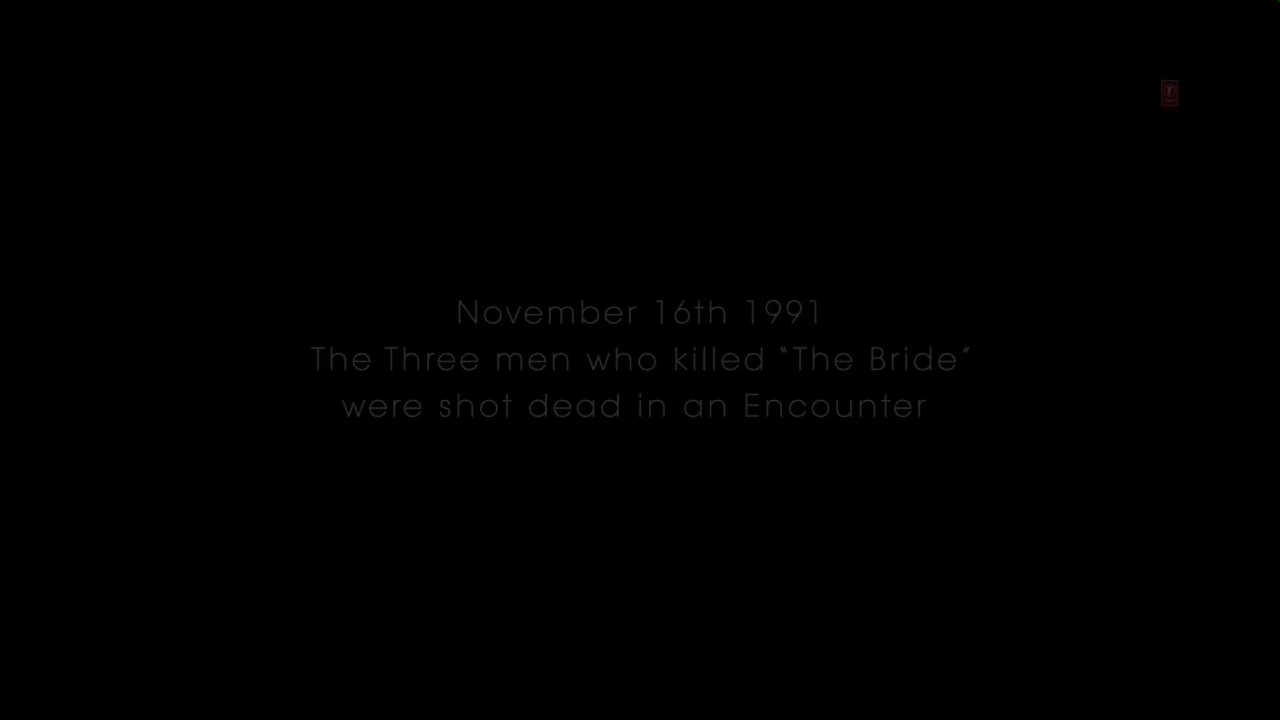 November 16th 1991
The Three men who killed “The Bride”
were shot dead in an Encounter